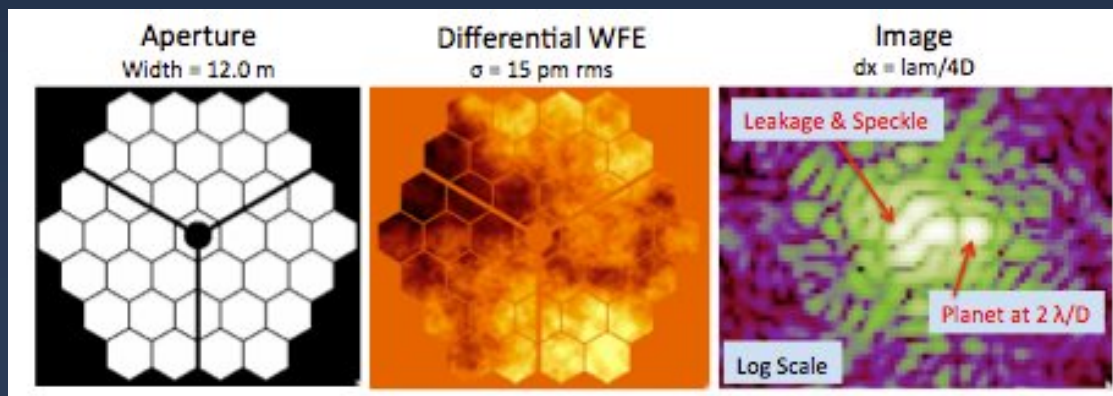 Aperture
Width = 12.0 m
Differential WFE
σ = 15 pm rms
Image
dx = lam/4D
Leakage & Speckle
Planet at 2 λ/D
Log Scale